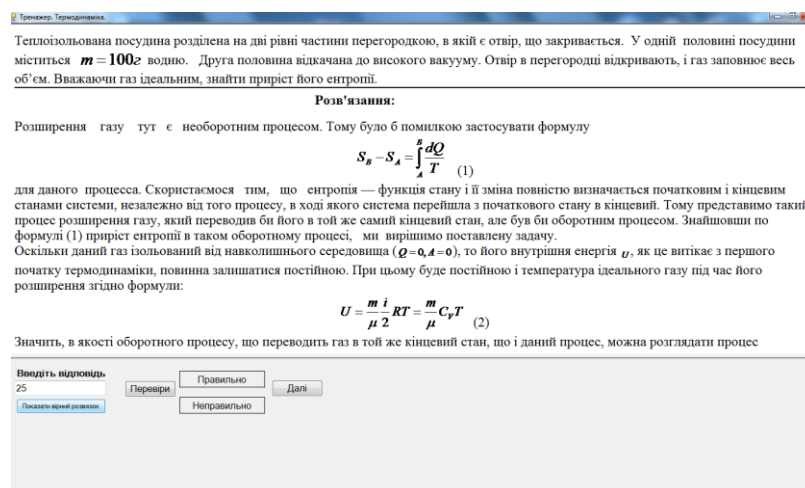 Тренажер. Термодинаміка.
Теплоізольована посудина розділена на дві рівні частини перегородкою, в якій є отвір, що закривається. У одній половині посудини
міститься m = 100г водню. Друга половина відкачана до високого вакууму. Отвір в перегородці відкривають, і газ заповнює весь
об'єм. Вважаючи газ ідеальним, знайти приріст його ентропії.
Розв'язання:
Розширення газу тут є необоротним процесом. Тому було б помилкою застосувати формулу
S_B − S_A = ∫_A^B dQ/T (1)
для даного процесса. Скористаємося тим, що ентропія — функція стану і її зміна повністю визначається початковим і кінцевим
станами системи, незалежно від того процесу, в ході якого система перейшла з початкового стану в кінцевий. Тому представимо такий
процес розширення газу, який переводив би його в той же самий кінцевий стан, але був би оборотним процесом. Знайшовши по
формулі (1) приріст ентропії в таком оборотному процесі, ми вирішимо поставлену задачу.
Оскільки даний газ ізольований від навколишнього середовища (Q=0, A=0), то його внутрішня енергія U, як це витікає з першого
початку термодинаміки, повинна залишатися постійною. При цьому буде постійною і температура ідеального газу під час його
розширення згідно формули:
U = m/μ i/2 RT = m/μ C_V T (2)
Значить, в якості оборотного процесу, що переводить газ в той же кінцевий стан, що і даний процес, можна розглядати процес
Введіть відповідь
25
Перевіри
Правильно
Далі
Показати вірний розвязок
Неправильно